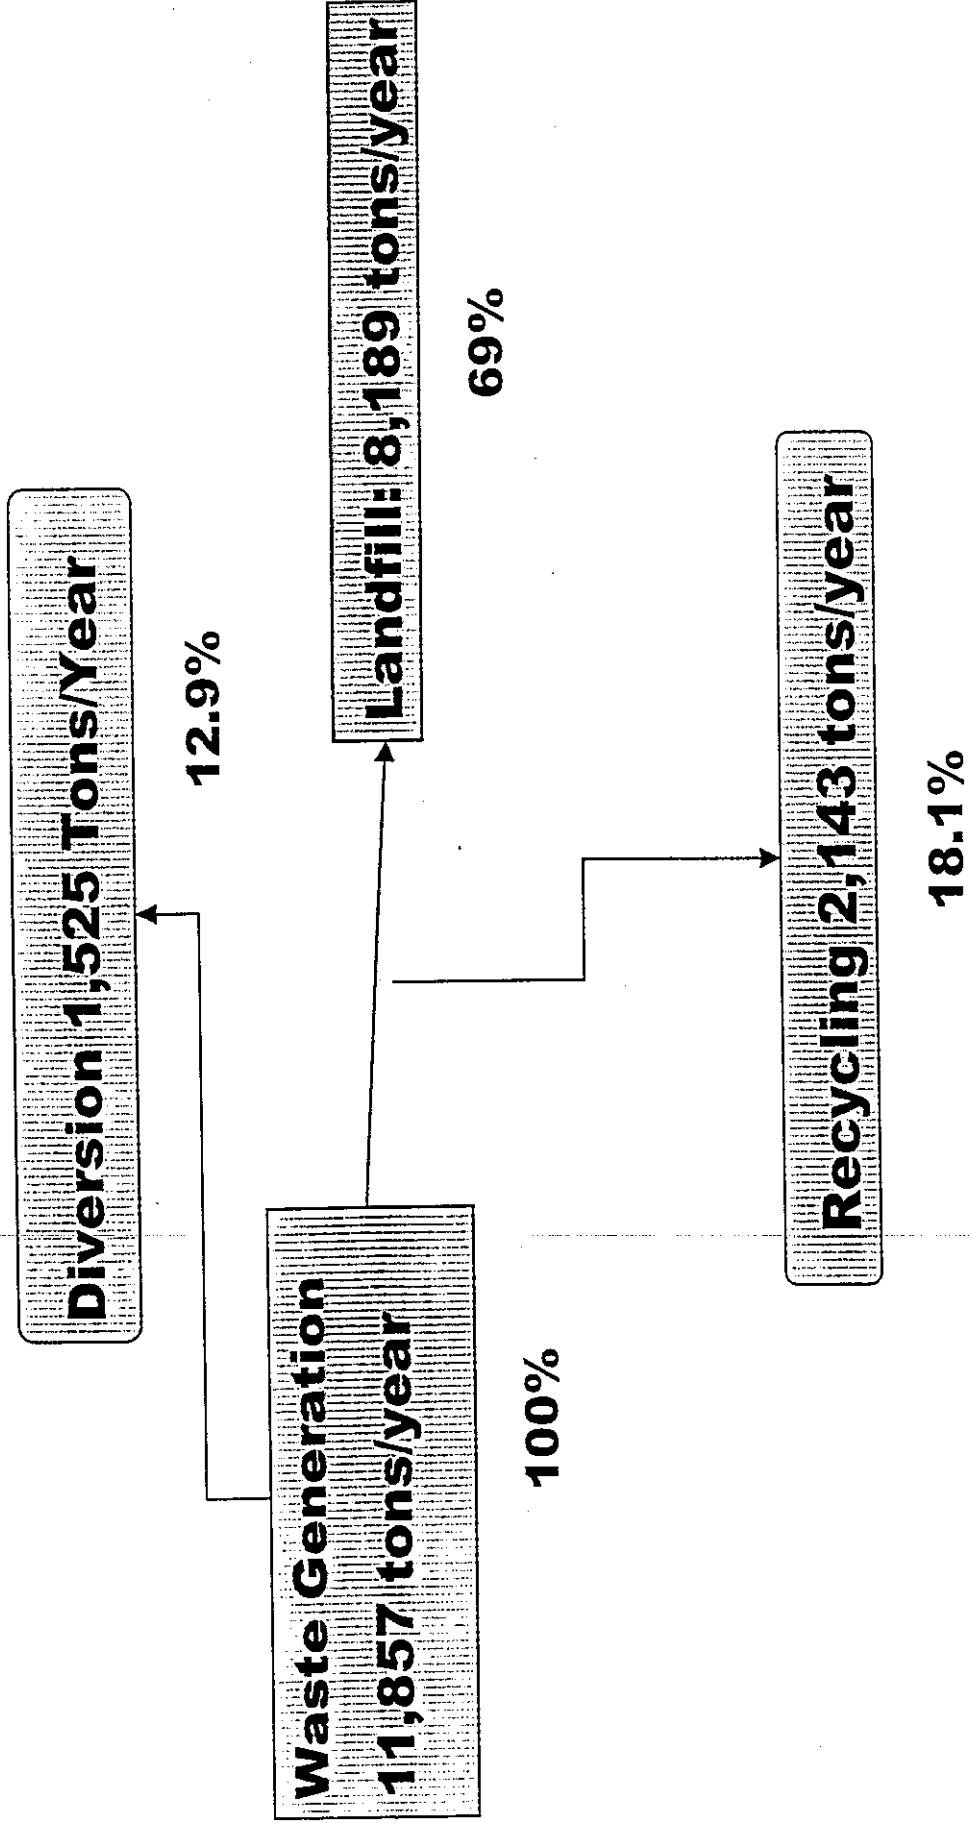 Diversion 1,525 Tons/Year
12.9%
Waste Generation
11,857 tons/year
100%
Landfill: 8,189 tons/year
69%
Recycling 2,143 tons/year
18.1%